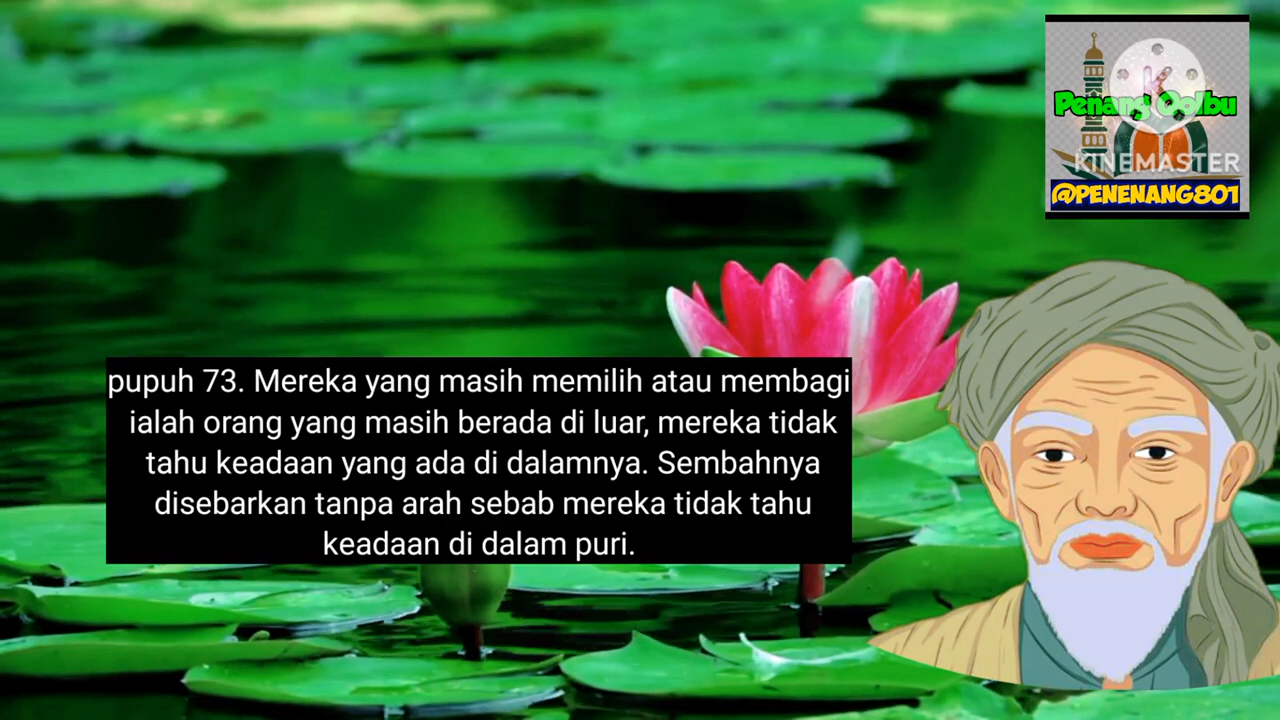 Penang Qolbu
KINEMASTER
@PENENANG801
pupuh 73. Mereka yang masih memilih atau membagi
ialah orang yang masih berada di luar, mereka tidak
tahu keadaan yang ada di dalamnya. Sembahnya
disebarkan tanpa arah sebab mereka tidak tahu
keadaan di dalam puri.